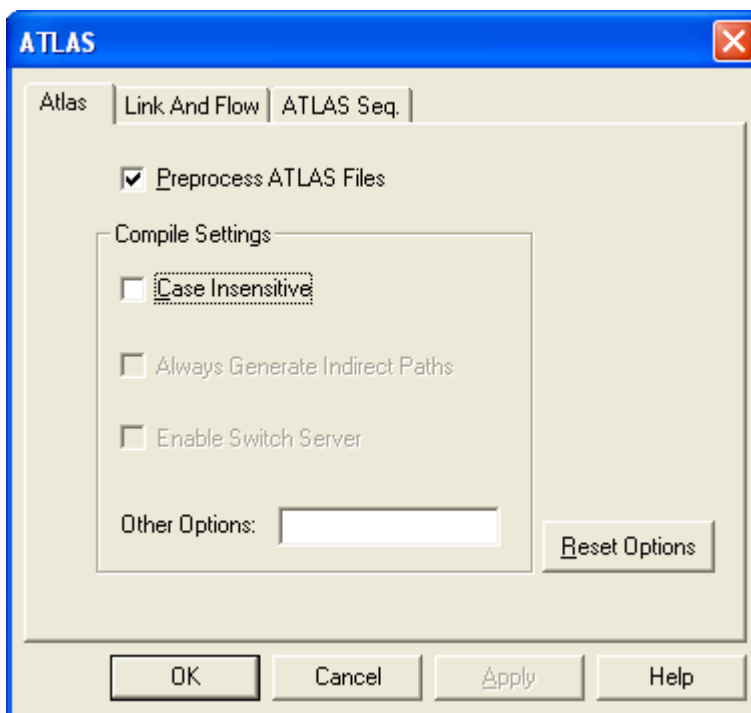 ATLAS
Atlas Link And Flow ATLAS Seq.
Preprocess ATLAS Files
Compile Settings
Case Insensitive
Always Generate Indirect Paths
Enable Switch Server
Other Options:
Reset Options
OK Cancel Apply Help